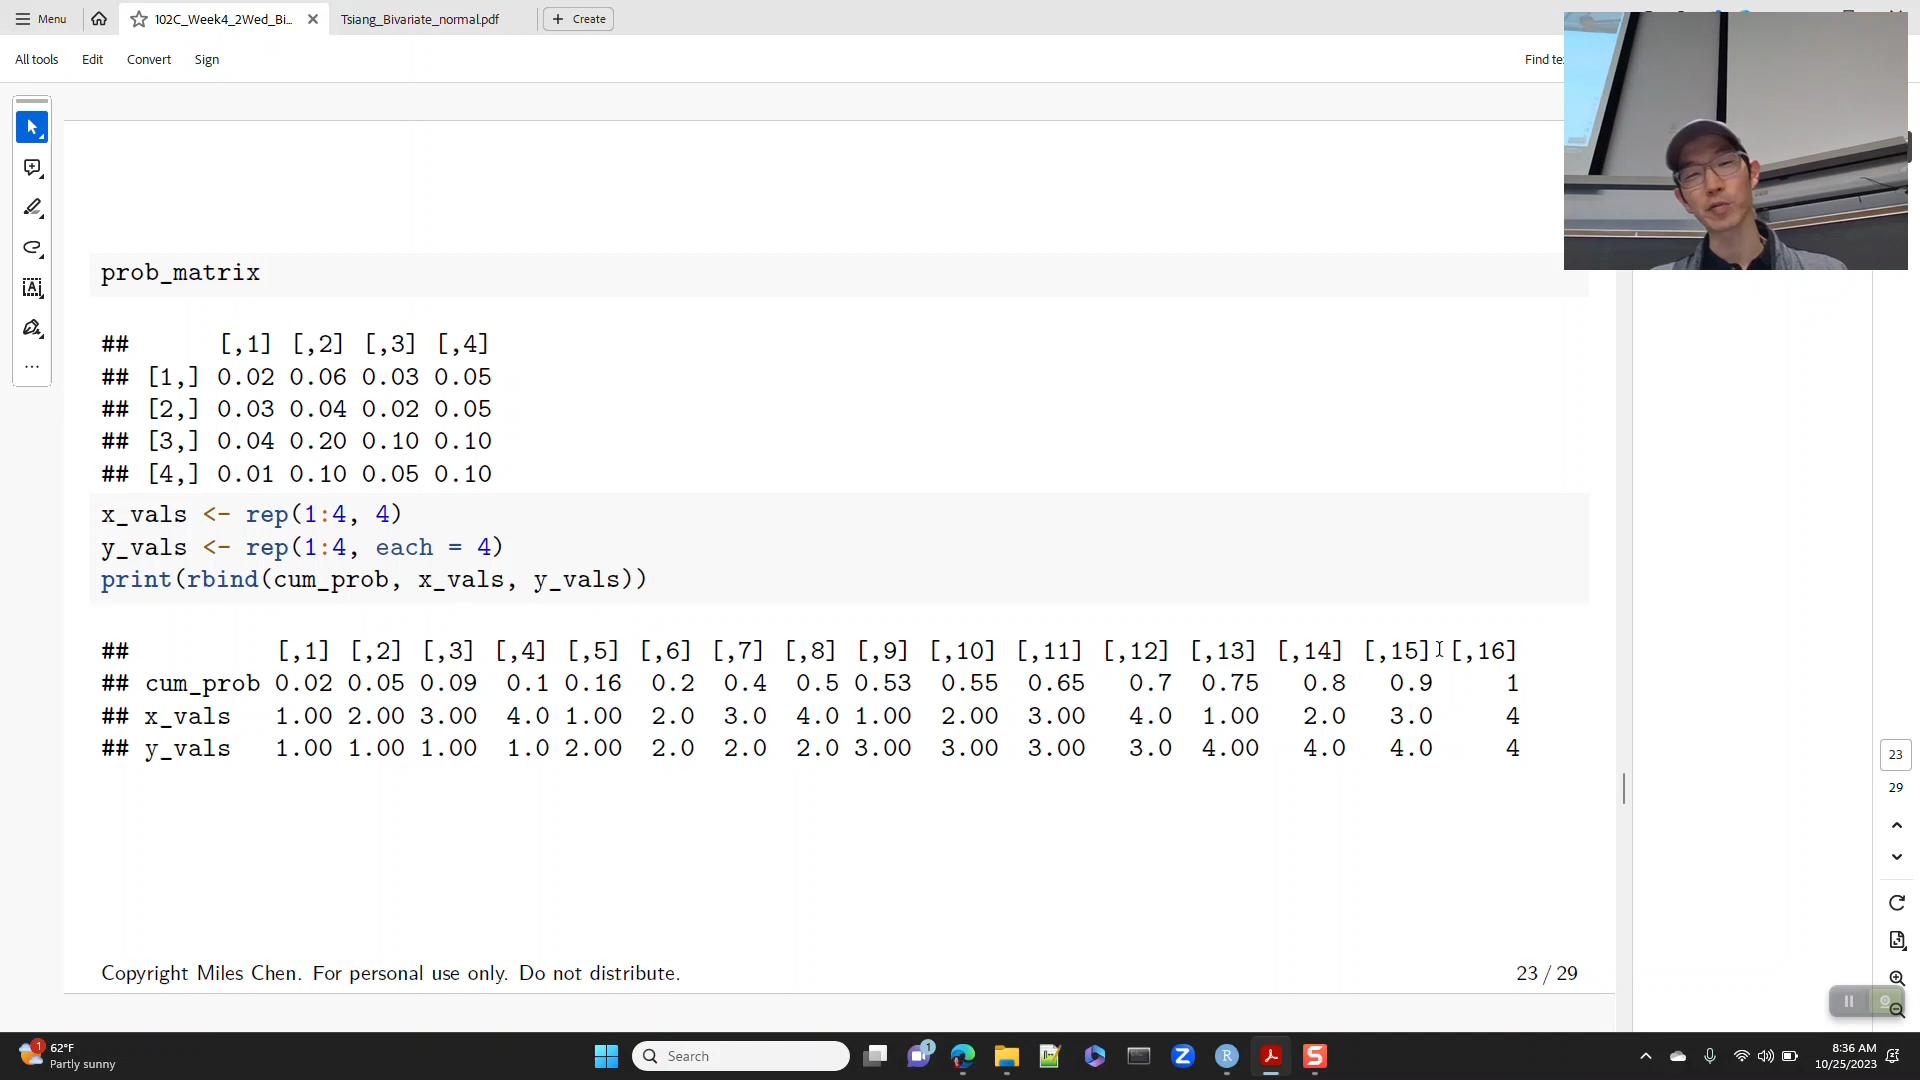 Menu
102C_Week4_2Wed_Bi...
Tsiang_Bivariate_normal.pdf
Create
All tools
Edit
Convert
Sign
Find te
prob_matrix
## [,1] [,2] [,3] [,4]
## [1,] 0.02 0.06 0.03 0.05
## [2,] 0.03 0.04 0.02 0.05
## [3,] 0.04 0.20 0.10 0.10
## [4,] 0.01 0.10 0.05 0.10
x_vals <- rep(1:4, 4)
y_vals <- rep(1:4, each = 4)
print(rbind(cum_prob, x_vals, y_vals))
## [,1] [,2] [,3] [,4] [,5] [,6] [,7] [,8] [,9] [,10] [,11] [,12] [,13] [,14] [,15] [,16]
## cum_prob 0.02 0.05 0.09 0.1 0.16 0.2 0.4 0.5 0.53 0.55 0.65 0.7 0.75 0.8 0.9 1
## x_vals 1.00 2.00 3.00 4.0 1.00 2.0 3.0 4.0 1.00 2.00 3.00 4.0 1.00 2.0 3.0 4
## y_vals 1.00 1.00 1.00 1.0 2.00 2.0 2.0 2.0 3.00 3.00 3.00 3.0 4.00 4.0 4.0 4
23
29
Copyright Miles Chen. For personal use only. Do not distribute.
23 / 29
1
62°F
Partly sunny
Search
1
8:36 AM
10/25/2023